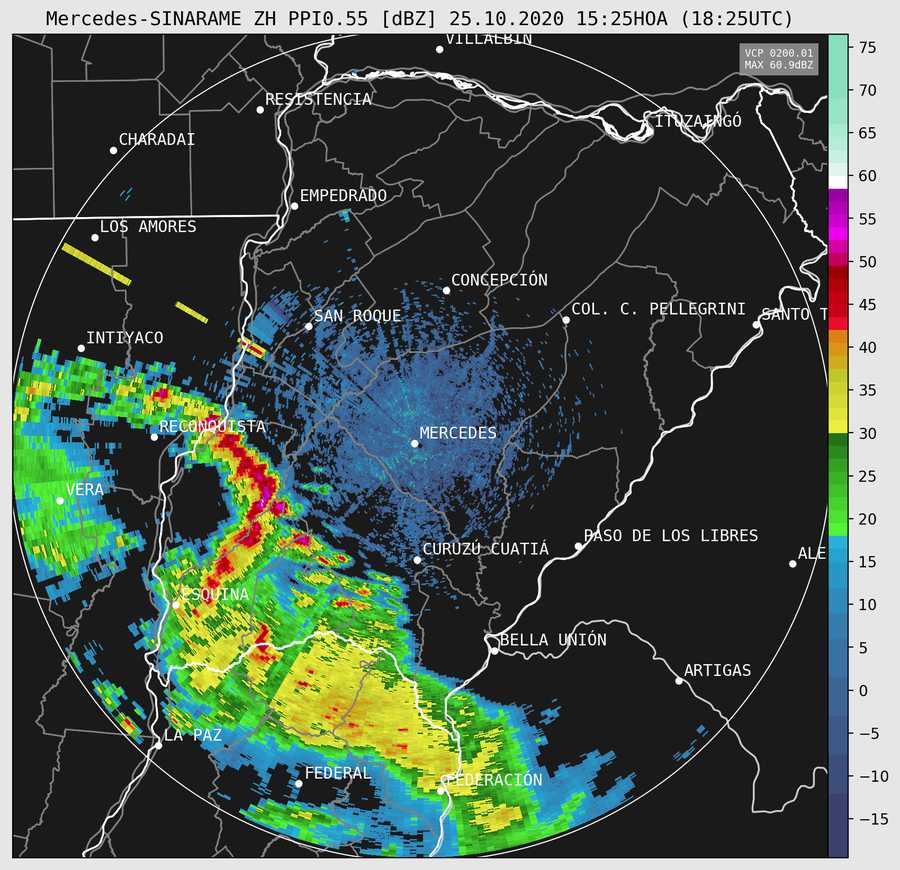 Mercedes-SINARAME ZH PPI0.55 [dBZ] 25.10.2020 15:25HOA (18:25UTC)
VILLALBIN
VCP 0200.01
MAX 60.9dBZ
RESISTENCIA
ITUZAINGÓ
CHARADAI
EMPEDRADO
LOS AMORES
CONCEPCIÓN
COL. C. PELLEGRINI
SANTO T
SAN ROQUE
INTIYACO
RECONQUISTA
MERCEDES
VERA
PASO DE LOS LIBRES
CURUZÚ CUATIÁ
ALE
ESQUINA
BELLA UNIÓN
ARTIGAS
LA PAZ
FEDERAL
FEDERACIÓN
75
70
65
60
55
50
45
40
35
30
25
20
15
10
5
0
−5
−10
−15